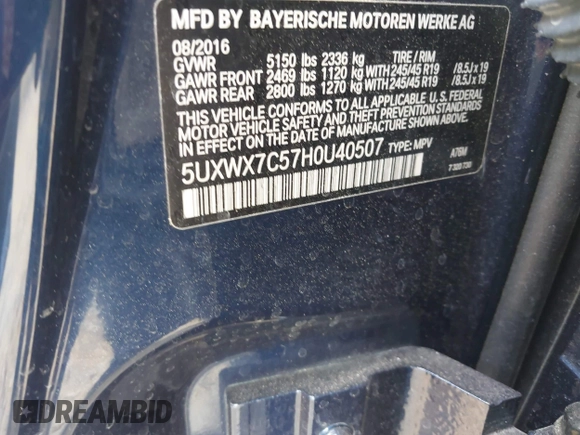 MFD BY BAYERISCHE MOTOREN WERKE AG
08/2016
GVWR 5150 lbs 2336 kg TIRE / RIM
GAWR FRONT 2469 lbs 1120 kg WITH 245/45 R19 /8.5J x 19
GAWR REAR 2800 lbs 1270 kg WITH 245/45 R19 /8.5J x 19
THIS VEHICLE CONFORMS TO ALL APPLICABLE U. S. FEDERAL
MOTOR VEHICLE SAFETY AND THEFT PREVENTION STANDARDS
IN EFFECT ON THE DATE OF MANUFACTURE SHOWN ABOVE.
5UXWX7C57H0U40507 TYPE: MPV
A76M
7 320 730
DREAMBID